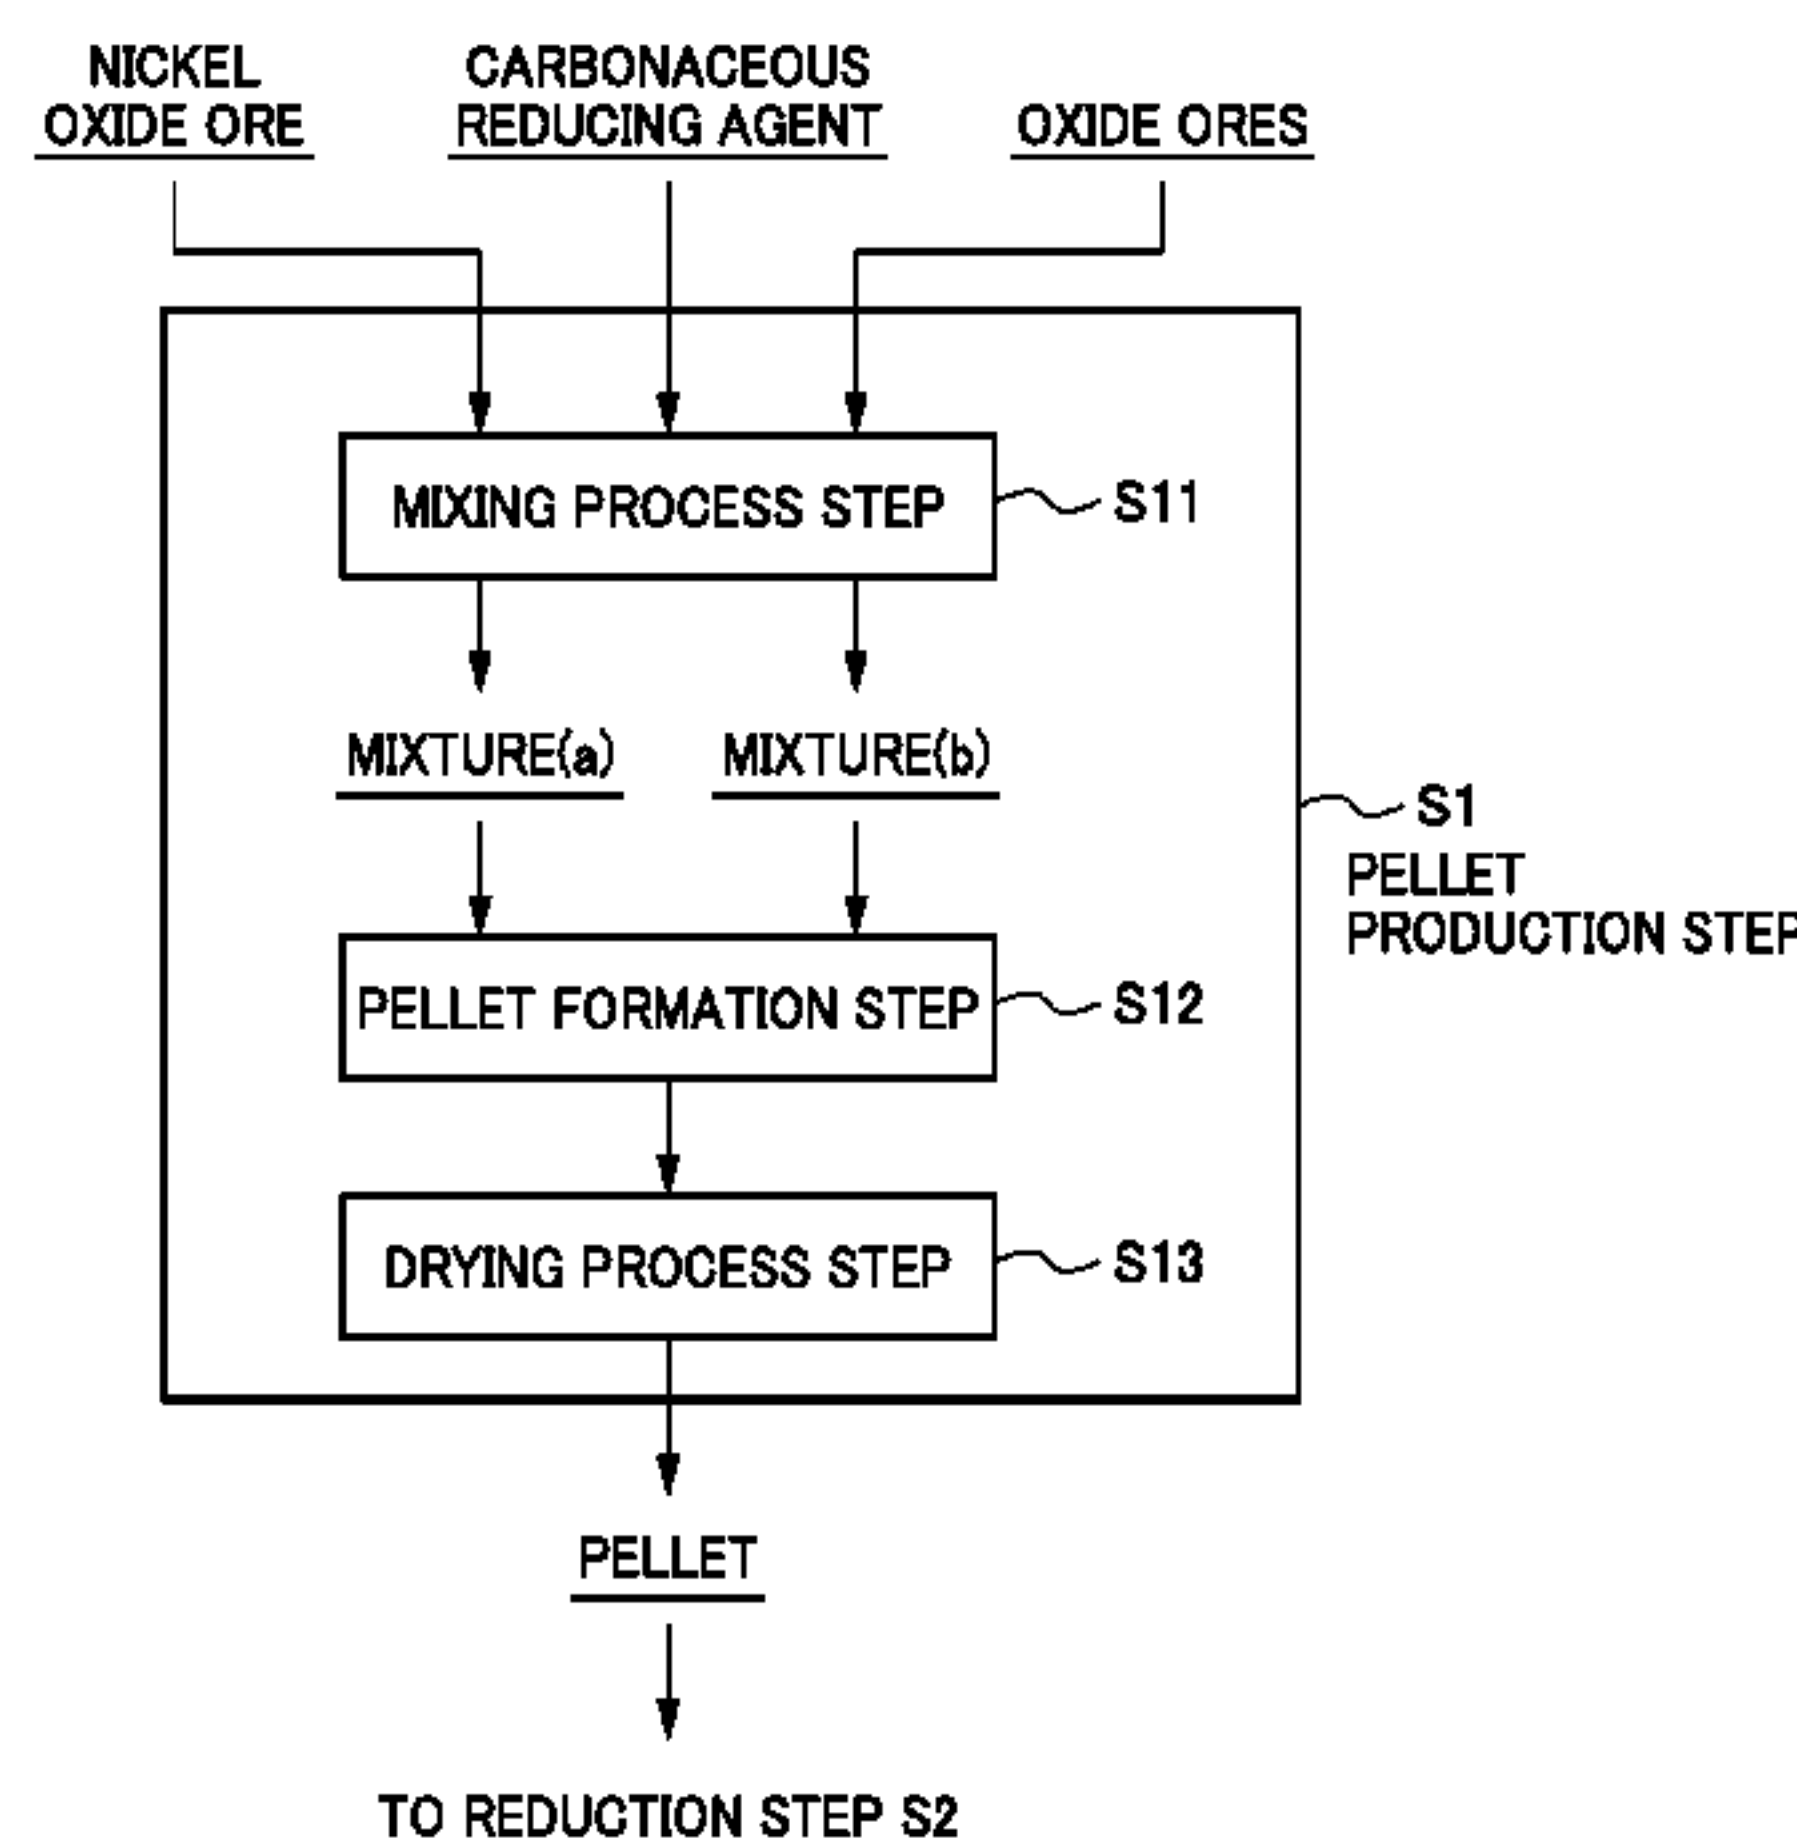 NICKEL
OXIDE ORE
CARBONACEOUS
REDUCING AGENT
OXIDE ORES
MIXING PROCESS STEP
S11
MIXTURE(a)
MIXTURE(b)
S1
PELLET
PRODUCTION STEP
PELLET FORMATION STEP
S12
DRYING PROCESS STEP
S13
PELLET
TO REDUCTION STEP S2